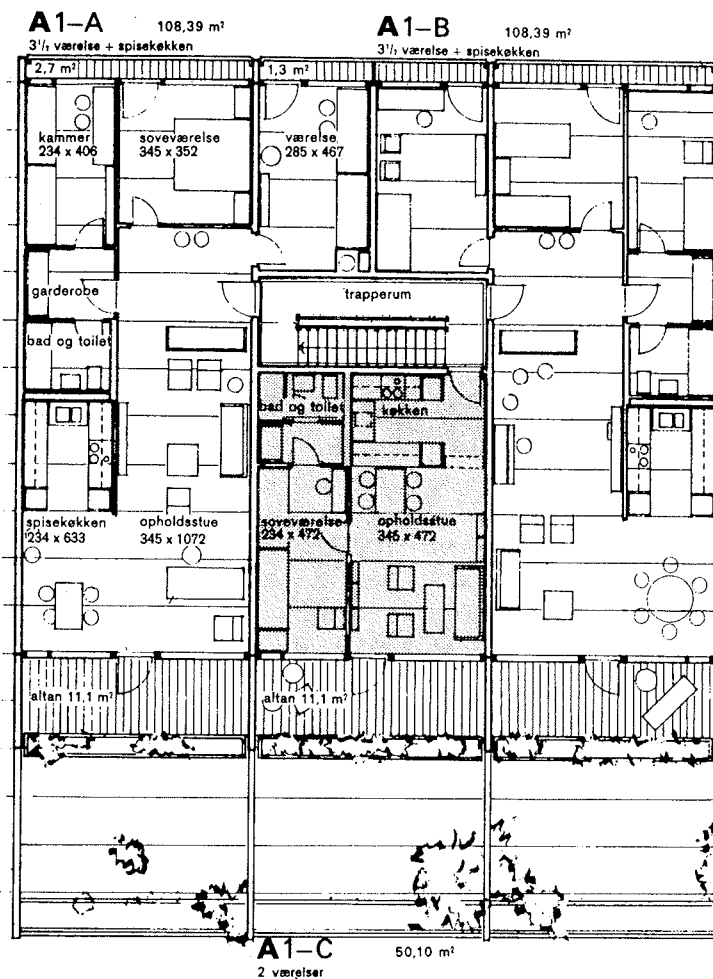 A1–A 108,39 m²
3½ værelse + spisekøkken
A1–B 108,39 m²
3½ værelse + spisekøkken
2,7 m²
1,3 m²
kammer
234 x 406
soveværelse
345 x 352
værelse
285 x 467
garderobe
trapperum
bad og toilet
bad og toilet
køkken
spisekøkken
234 x 633
opholdsstue
345 x 1072
soveværelse
234 x 472
opholdsstue
345 x 472
altan 11,1 m²
altan 11,1 m²
A1–C 50,10 m²
2 værelser